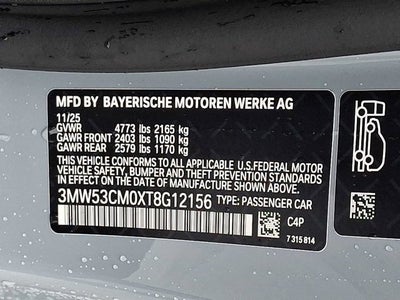 MFD BY BAYERISCHE MOTOREN WERKE AG
11/25
GVWR 4773 lbs 2165 kg
GAWR FRONT 2403 lbs 1090 kg
GAWR REAR 2579 lbs 1170 kg
THIS VEHICLE CONFORMS TO ALL APPLICABLE U.S.FEDERAL MOTOR
VEHICLE SAFETY, BUMPER AND THEFT PREVENTION STANDARDS
IN EFFECT ON THE DATE OF MANUFACTURE SHOWN ABOVE.
3MW53CM0XT8G12156 TYPE: PASSENGER CAR
C4P
7 315 814